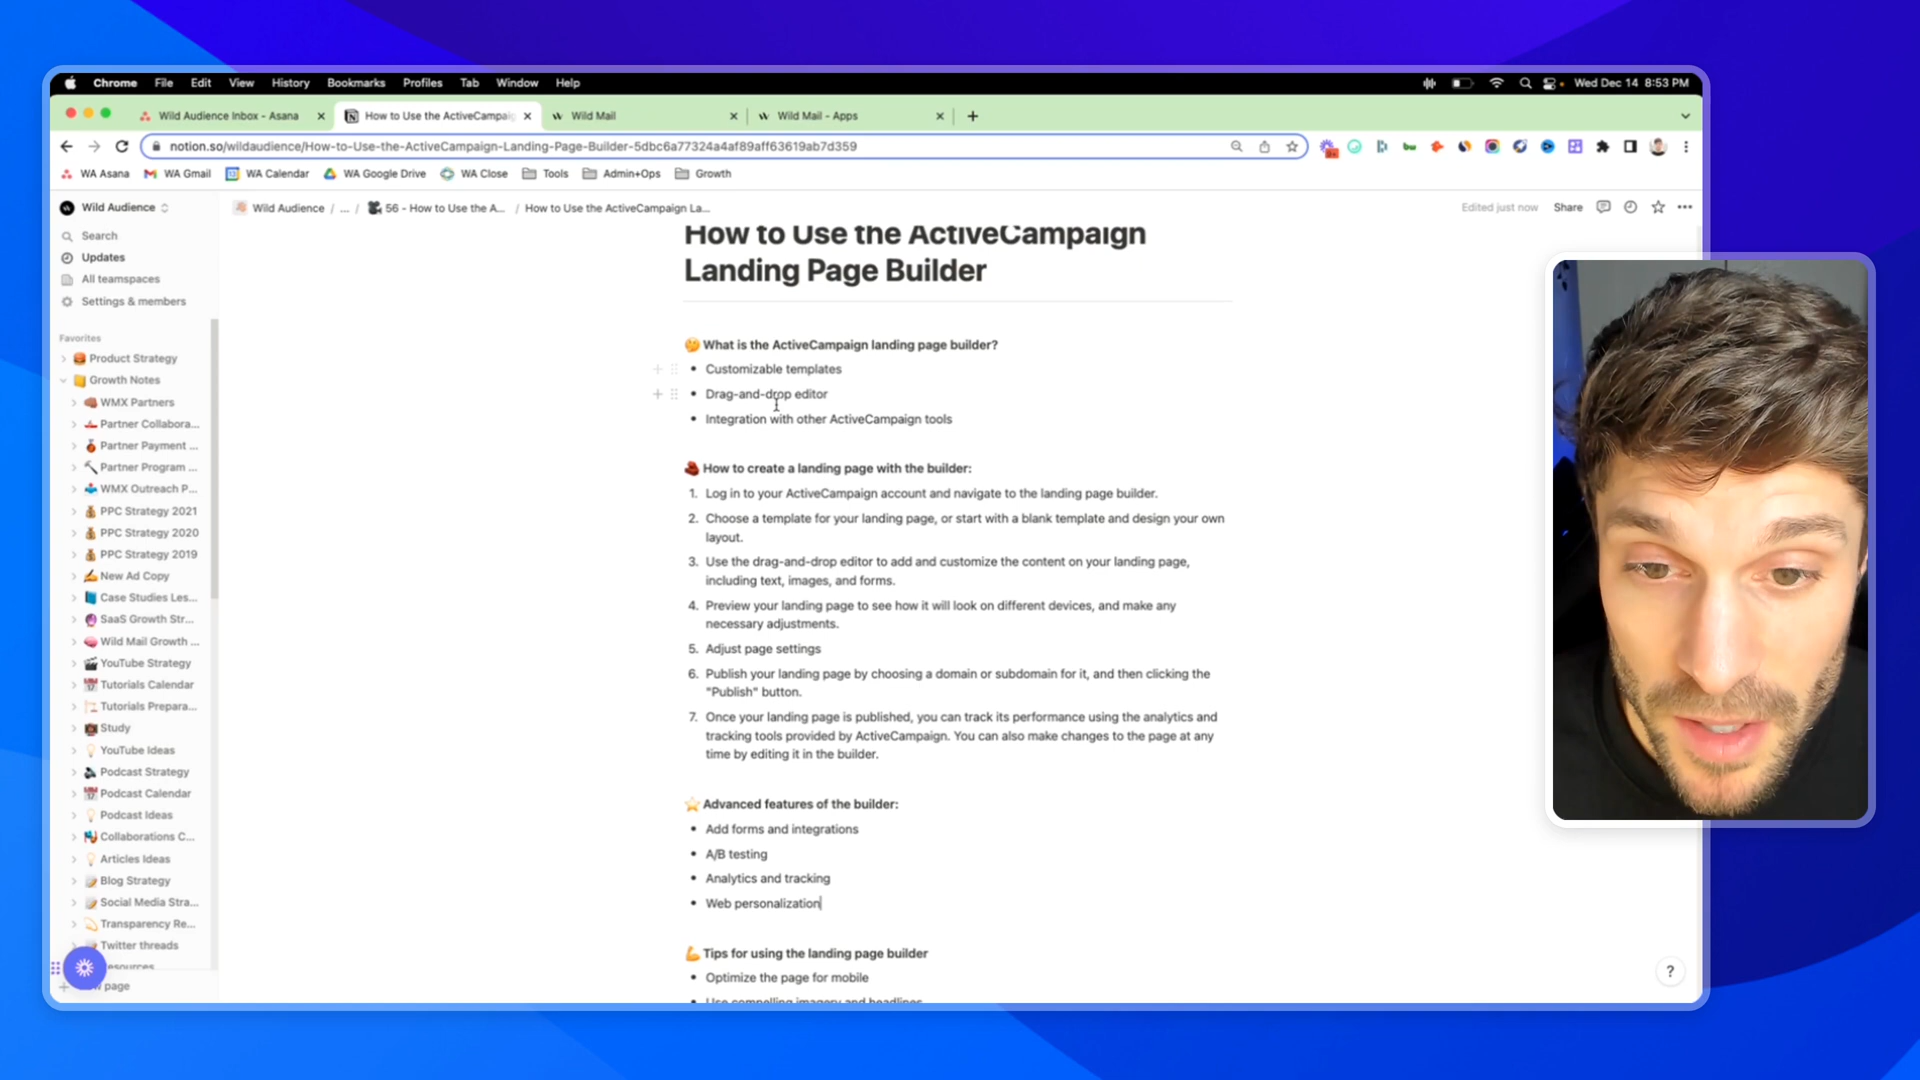 Chrome File Edit View History Bookmarks Profiles Tab Window Help Wed Dec 14 8:53 PM
Wild Audience Inbox - Asana How to Use the ActiveCampaig Wild Mail Wild Mail - Apps
notion.so/wildaudience/How-to-Use-the-ActiveCampaign-Landing-Page-Builder-5dbc6a77324a4af89aff63619ab7d359
WA Asana WA Gmail WA Calendar WA Google Drive WA Close Tools Admin+Ops Growth
Wild Audience
Wild Audience / ... / 56 - How to Use the A... / How to Use the ActiveCampaign La...
Edited just now Share
Search
Updates
All teamspaces
Settings & members
Favorites
Product Strategy
Growth Notes
WMX Partners
Partner Collabora...
Partner Payment ...
Partner Program ...
WMX Outreach P...
PPC Strategy 2021
PPC Strategy 2020
PPC Strategy 2019
New Ad Copy
Case Studies Les...
SaaS Growth Str...
Wild Mail Growth ...
YouTube Strategy
Tutorials Calendar
Tutorials Prepara...
Study
YouTube Ideas
Podcast Strategy
Podcast Calendar
Podcast Ideas
Collaborations C...
Articles Ideas
Blog Strategy
Social Media Stra...
Transparency Re...
Twitter threads
page
How to Use the ActiveCampaign
Landing Page Builder
🤔 What is the ActiveCampaign landing page builder?
• Customizable templates
• Drag-and-drop editor
• Integration with other ActiveCampaign tools
How to create a landing page with the builder:
1. Log in to your ActiveCampaign account and navigate to the landing page builder.
2. Choose a template for your landing page, or start with a blank template and design your own
layout.
3. Use the drag-and-drop editor to add and customize the content on your landing page,
including text, images, and forms.
4. Preview your landing page to see how it will look on different devices, and make any
necessary adjustments.
5. Adjust page settings
6. Publish your landing page by choosing a domain or subdomain for it, and then clicking the
"Publish" button.
7. Once your landing page is published, you can track its performance using the analytics and
tracking tools provided by ActiveCampaign. You can also make changes to the page at any
time by editing it in the builder.
⭐ Advanced features of the builder:
• Add forms and integrations
• A/B testing
• Analytics and tracking
• Web personalization
💪 Tips for using the landing page builder
• Optimize the page for mobile
• Use compelling imagery and headlines
?